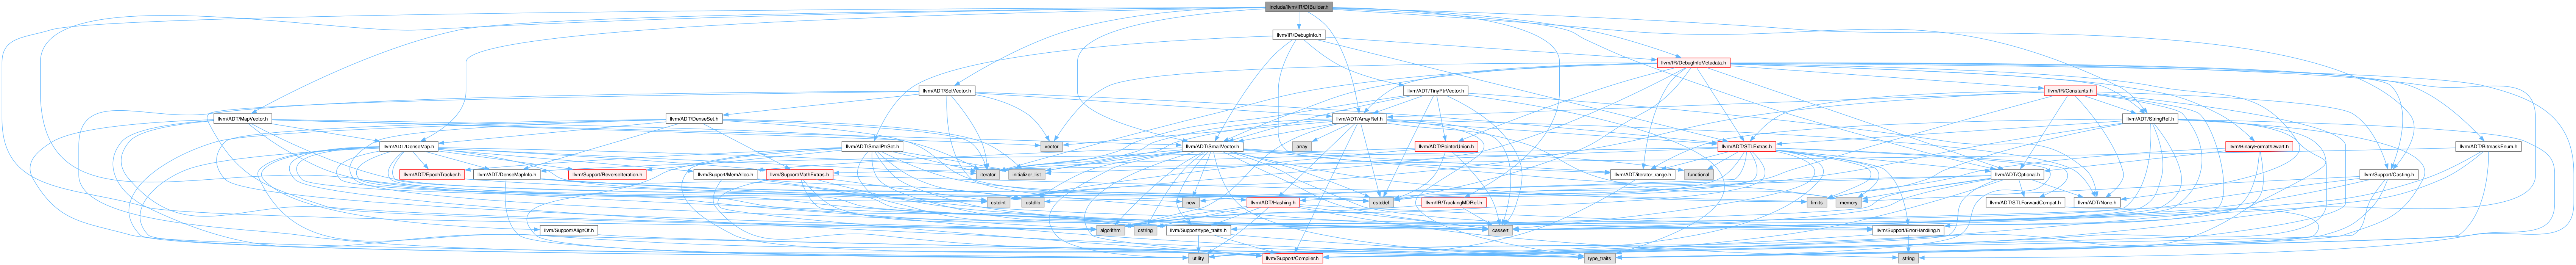 include/llvm/IR/DIBuilder.h
llvm/IR/DebugInfo.h
llvm/IR/DebugInfoMetadata.h
llvm/ADT/SetVector.h
llvm/ADT/TinyPtrVector.h
llvm/IR/Constants.h
llvm/ADT/MapVector.h
llvm/ADT/DenseSet.h
llvm/ADT/ArrayRef.h
llvm/ADT/StringRef.h
llvm/ADT/DenseMap.h
llvm/ADT/SmallPtrSet.h
llvm/ADT/SmallVector.h
vector
array
llvm/ADT/PointerUnion.h
llvm/ADT/STLExtras.h
llvm/BinaryFormat/Dwarf.h
llvm/ADT/BitmaskEnum.h
llvm/ADT/EpochTracker.h
llvm/ADT/DenseMapInfo.h
llvm/Support/ReverseIteration.h
llvm/Support/MemAlloc.h
llvm/Support/MathExtras.h
iterator
initializer_list
llvm/ADT/iterator_range.h
functional
llvm/ADT/Optional.h
llvm/Support/Casting.h
cstdint
cstdlib
new
llvm/ADT/Hashing.h
llvm/IR/TrackingMDRef.h
cstddef
limits
memory
llvm/ADT/STLForwardCompat.h
llvm/ADT/None.h
llvm/Support/AlignOf.h
algorithm
cstring
llvm/Support/type_traits.h
cassert
llvm/Support/ErrorHandling.h
utility
llvm/Support/Compiler.h
type_traits
string